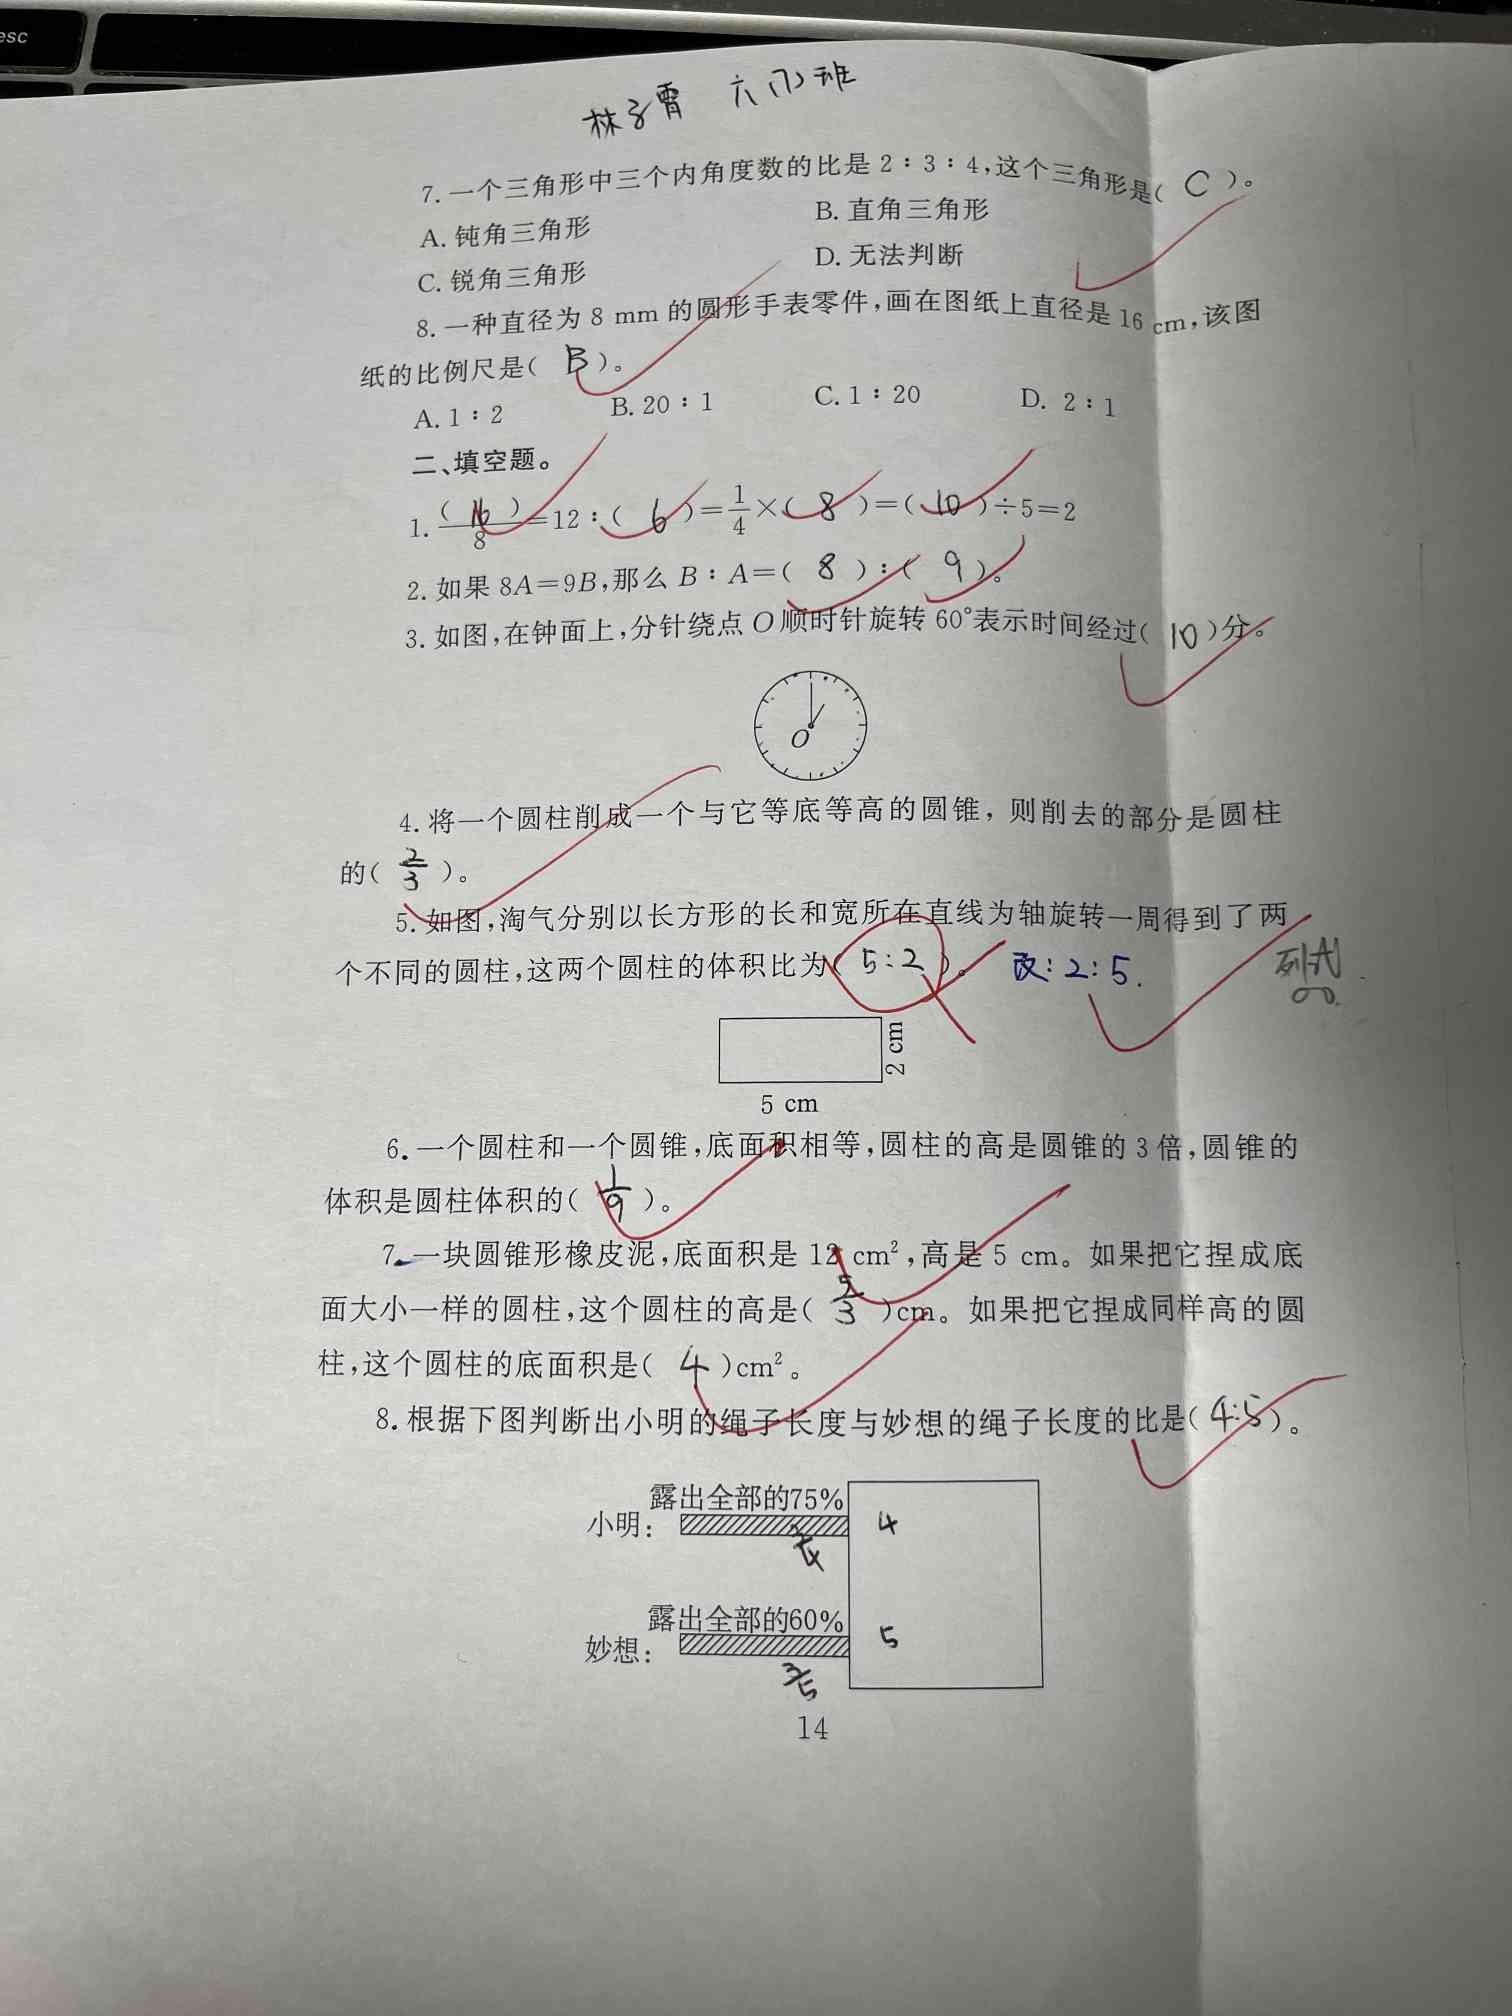 esc
林子霄 六(7)班
7.一个三角形中三个内角度数的比是2∶3∶4,这个三角形是( C )。
A.钝角三角形 B.直角三角形
C.锐角三角形 D.无法判断
8.一种直径为8 mm的圆形手表零件,画在图纸上直径是16 cm,该图
纸的比例尺是( B )。
A.1∶2 B.20∶1 C.1∶20 D. 2∶1
二、填空题。
1. (16)/8=12∶( 6 )=1/4×( 8 )=( 10 )÷5=2
2.如果8A=9B,那么B∶A=( 8 )∶( 9 )。
3.如图,在钟面上,分针绕点O顺时针旋转60°表示时间经过( 10 )分。
O
4.将一个圆柱削成一个与它等底等高的圆锥,则削去的部分是圆柱
的( 2/3 )。
5.如图,淘气分别以长方形的长和宽所在直线为轴旋转一周得到了两
个不同的圆柱,这两个圆柱的体积比为( 5:2 )。 改:2:5. 列式
2 cm
5 cm
6.一个圆柱和一个圆锥,底面积相等,圆柱的高是圆锥的3倍,圆锥的
体积是圆柱体积的( 1/9 )。
7.一块圆锥形橡皮泥,底面积是12 cm²,高是5 cm。如果把它捏成底
面大小一样的圆柱,这个圆柱的高是( 5/3 )cm。如果把它捏成同样高的圆
柱,这个圆柱的底面积是( 4 )cm²。
8.根据下图判断出小明的绳子长度与妙想的绳子长度的比是( 4:5 )。
露出全部的75%
小明: 4
3/4
露出全部的60%
妙想: 5
3/5
14